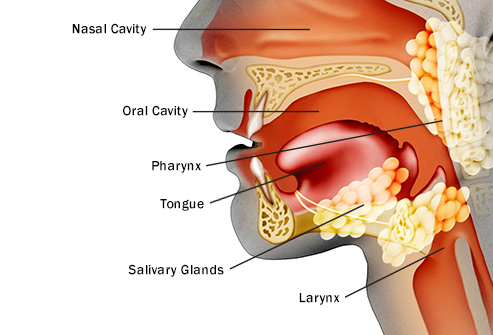 Nasal Cavity
Oral Cavity
Pharynx
Tongue
Salivary Glands
Larynx